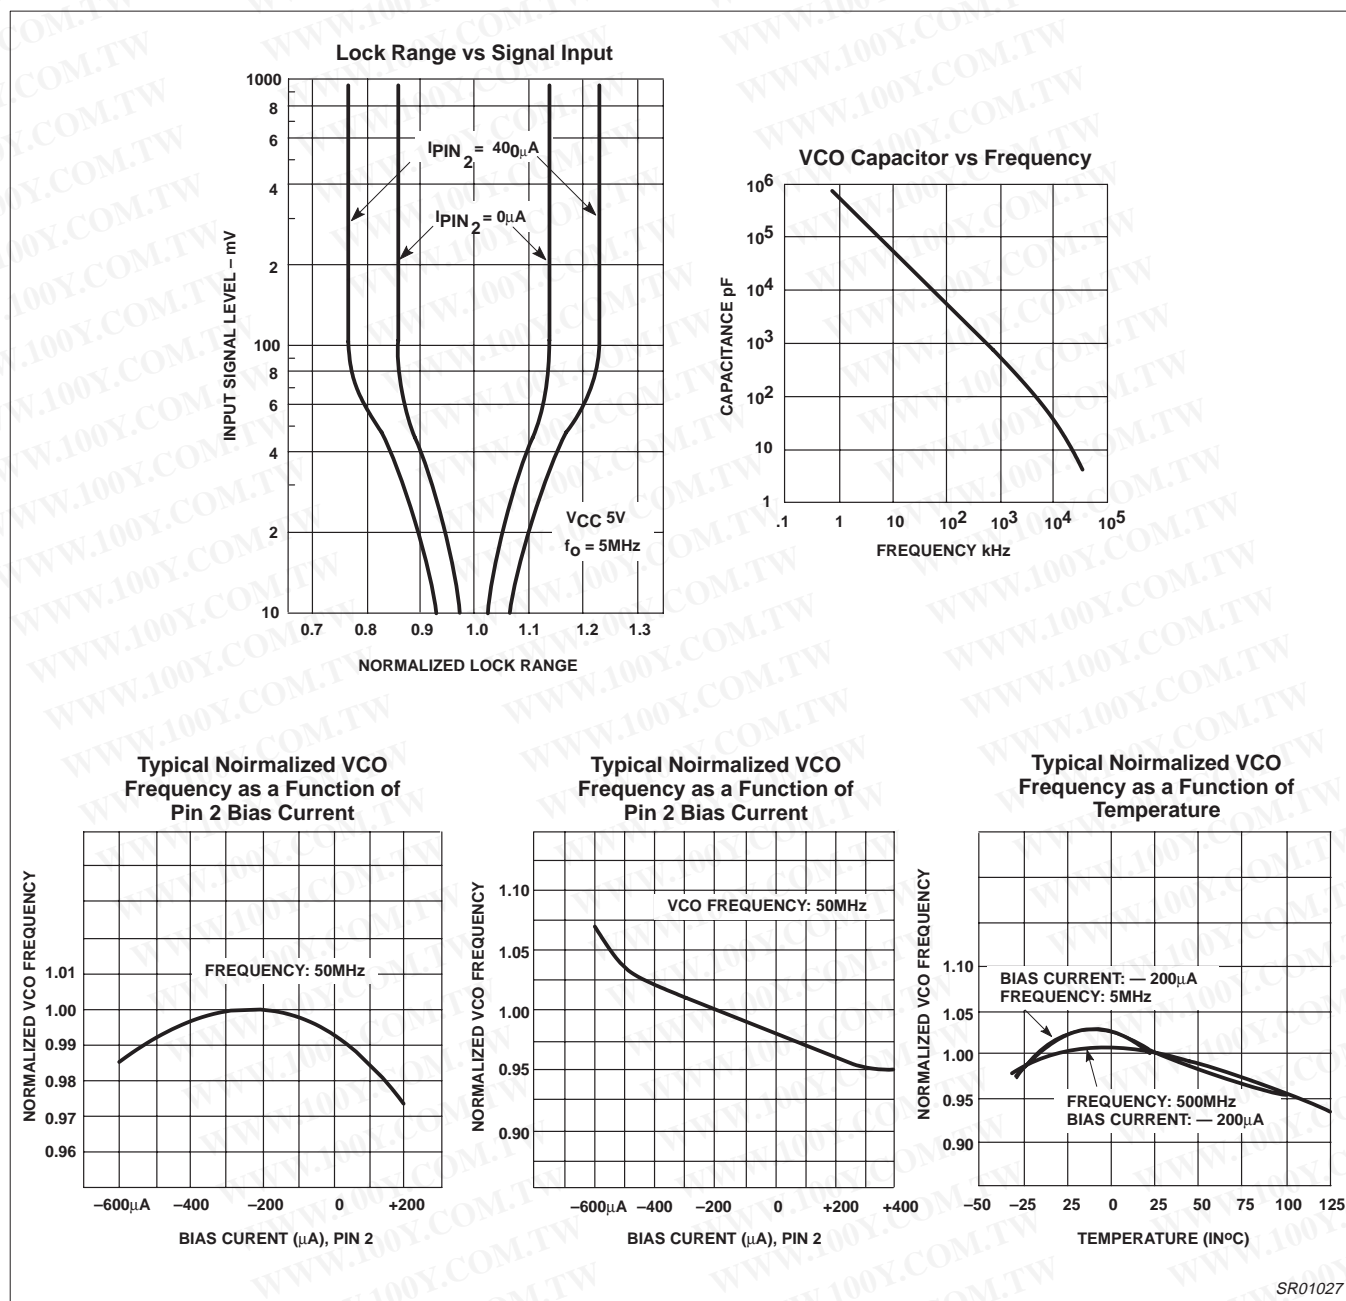 Lock Range vs Signal Input
1000
8
6
4
2
100
8
6
4
2
10
INPUT SIGNAL LEVEL – mV
IPIN 2 = 400µA
IPIN 2 = 0µA
VCC 5V
fO = 5MHz
0.7 0.8 0.9 1.0 1.1 1.2 1.3
NORMALIZED LOCK RANGE
VCO Capacitor vs Frequency
10^6
10^5
10^4
10^3
10^2
10
1
CAPACITANCE pF
.1 1 10 10^2 10^3 10^4 10^5
FREQUENCY kHz
Typical Noirmalized VCO
Frequency as a Function of
Pin 2 Bias Current
NORMALIZED VCO FREQUENCY
FREQUENCY: 50MHz
1.01
1.00
0.99
0.98
0.97
0.96
–600µA –400 –200 0 +200
BIAS CURENT (µA), PIN 2
Typical Noirmalized VCO
Frequency as a Function of
Pin 2 Bias Current
NORMALIZED VCO FREQUENCY
VCO FREQUENCY: 50MHz
1.10
1.05
1.00
0.95
0.90
–600µA –400 –200 0 +200 +400
BIAS CURENT (µA), PIN 2
Typical Noirmalized VCO
Frequency as a Function of
Temperature
NORMALIZED VCO FREQUENCY
1.10
1.05
1.00
0.95
0.90
BIAS CURRENT: — 200µA
FREQUENCY: 5MHz
FREQUENCY: 500MHz
BIAS CURRENT: — 200µA
–50 –25 25 0 25 50 75 100 125
TEMPERATURE (INºC)
SR01027
WWW.100Y.COM.TW